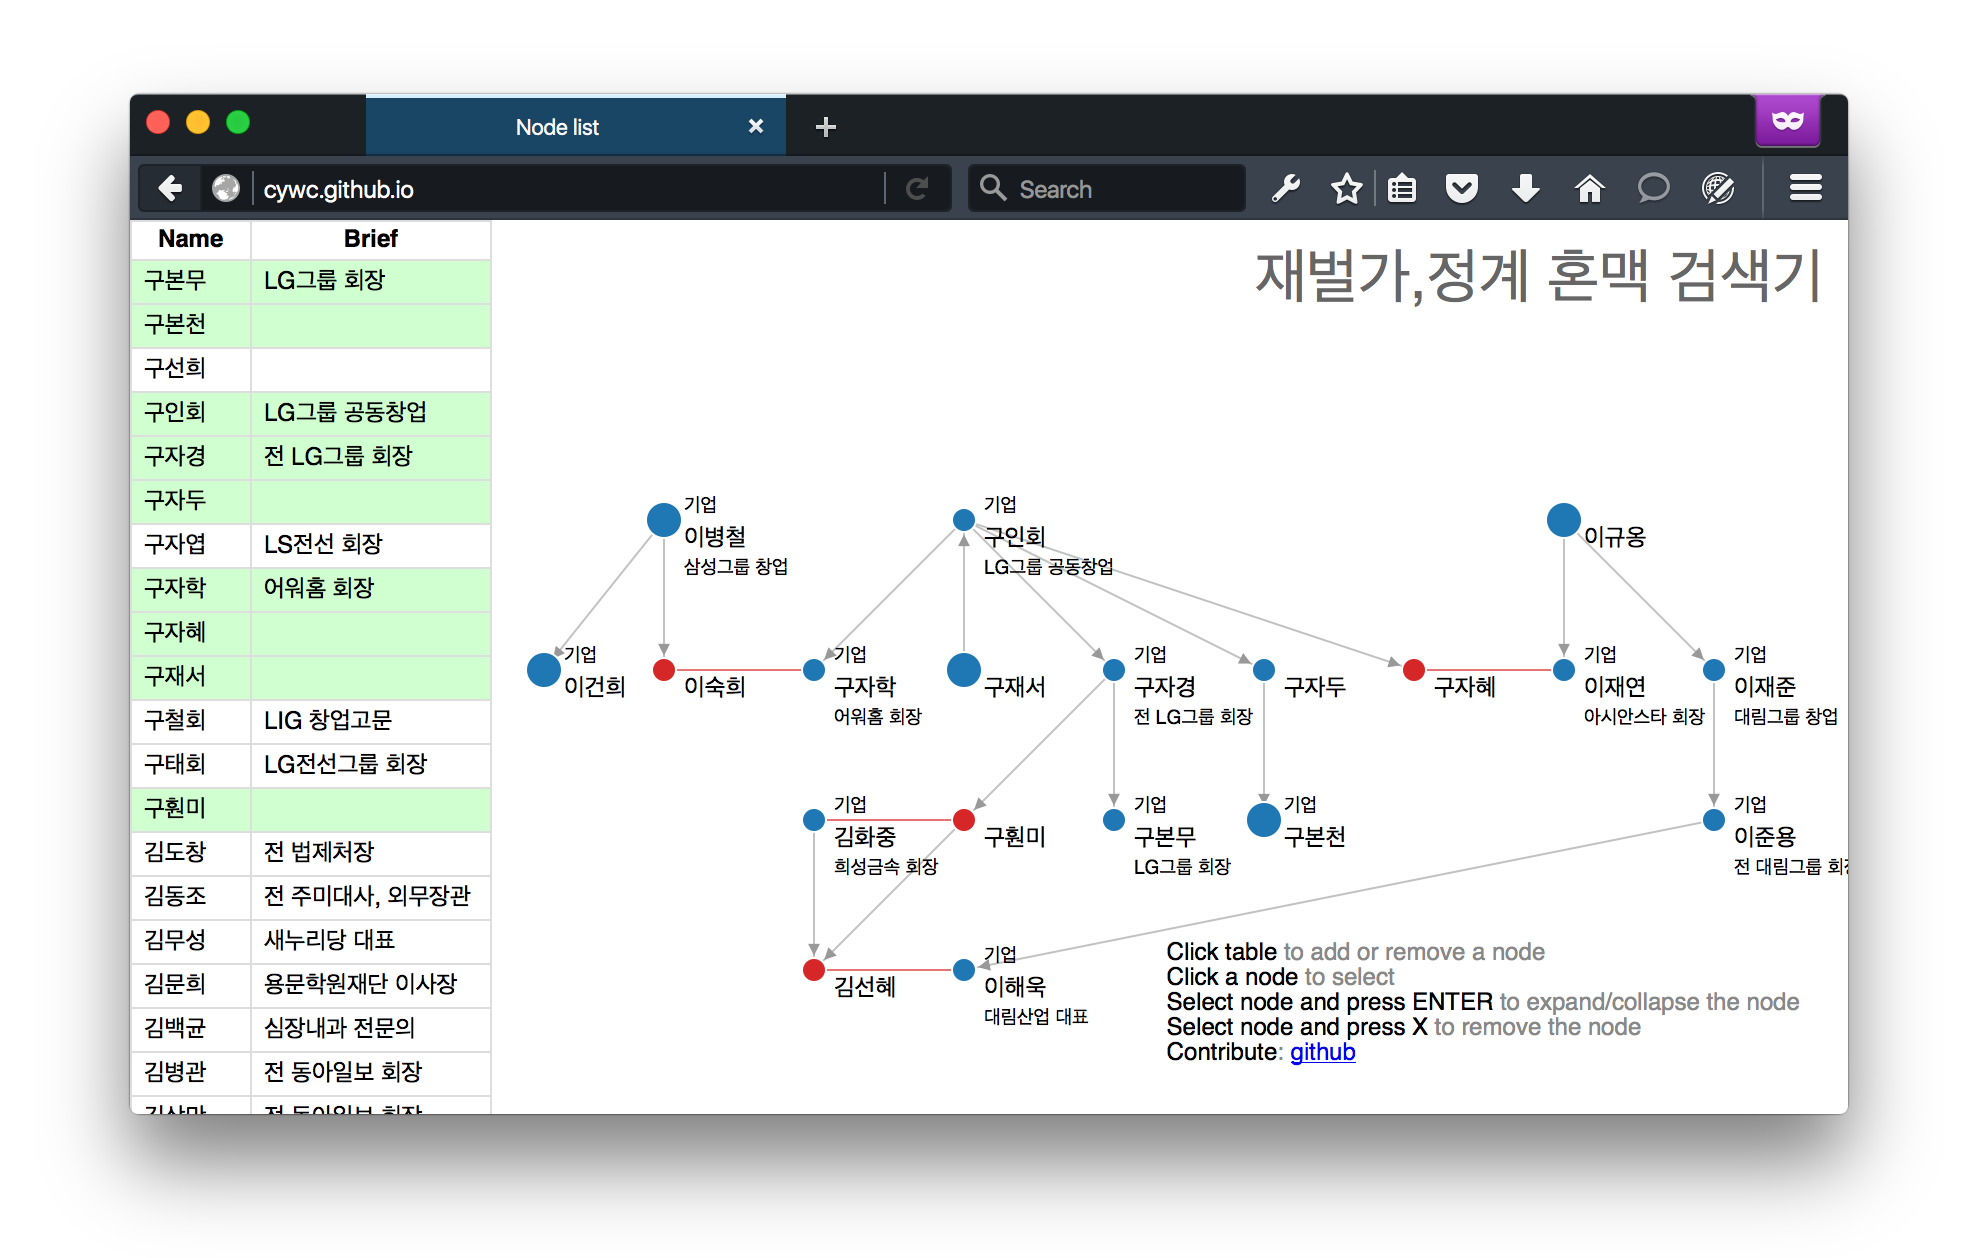 Node list
cywc.github.io
Search
Name Brief
구본무 LG그룹 회장
구본천
구선희
구인회 LG그룹 공동창업
구자경 전 LG그룹 회장
구자두
구자엽 LS전선 회장
구자학 어워홈 회장
구자혜
구재서
구철회 LIG 창업고문
구태회 LG전선그룹 회장
구훤미
김도창 전 법제처장
김동조 전 주미대사, 외무장관
김무성 새누리당 대표
김문희 용문학원재단 이사장
김백균 심장내과 전문의
김병관 전 동아일보 회장
전 동아일보 회장
재벌가,정계 혼맥 검색기
기업
이병철
삼성그룹 창업
기업
구인회
LG그룹 공동창업
이규응
기업
이건희
이숙희
기업
구자학
어워홈 회장
구재서
기업
구자경
전 LG그룹 회장
구자두
구자혜
기업
이재연
아시안스타 회장
기업
이재준
대림그룹 창업
기업
김화중
희성금속 회장
구훤미
기업
구본무
LG그룹 회장
기업
구본천
기업
이준용
전 대림그룹 회장
김선혜
기업
이해욱
대림산업 대표
Click table to add or remove a node
Click a node to select
Select node and press ENTER to expand/collapse the node
Select node and press X to remove the node
Contribute: github